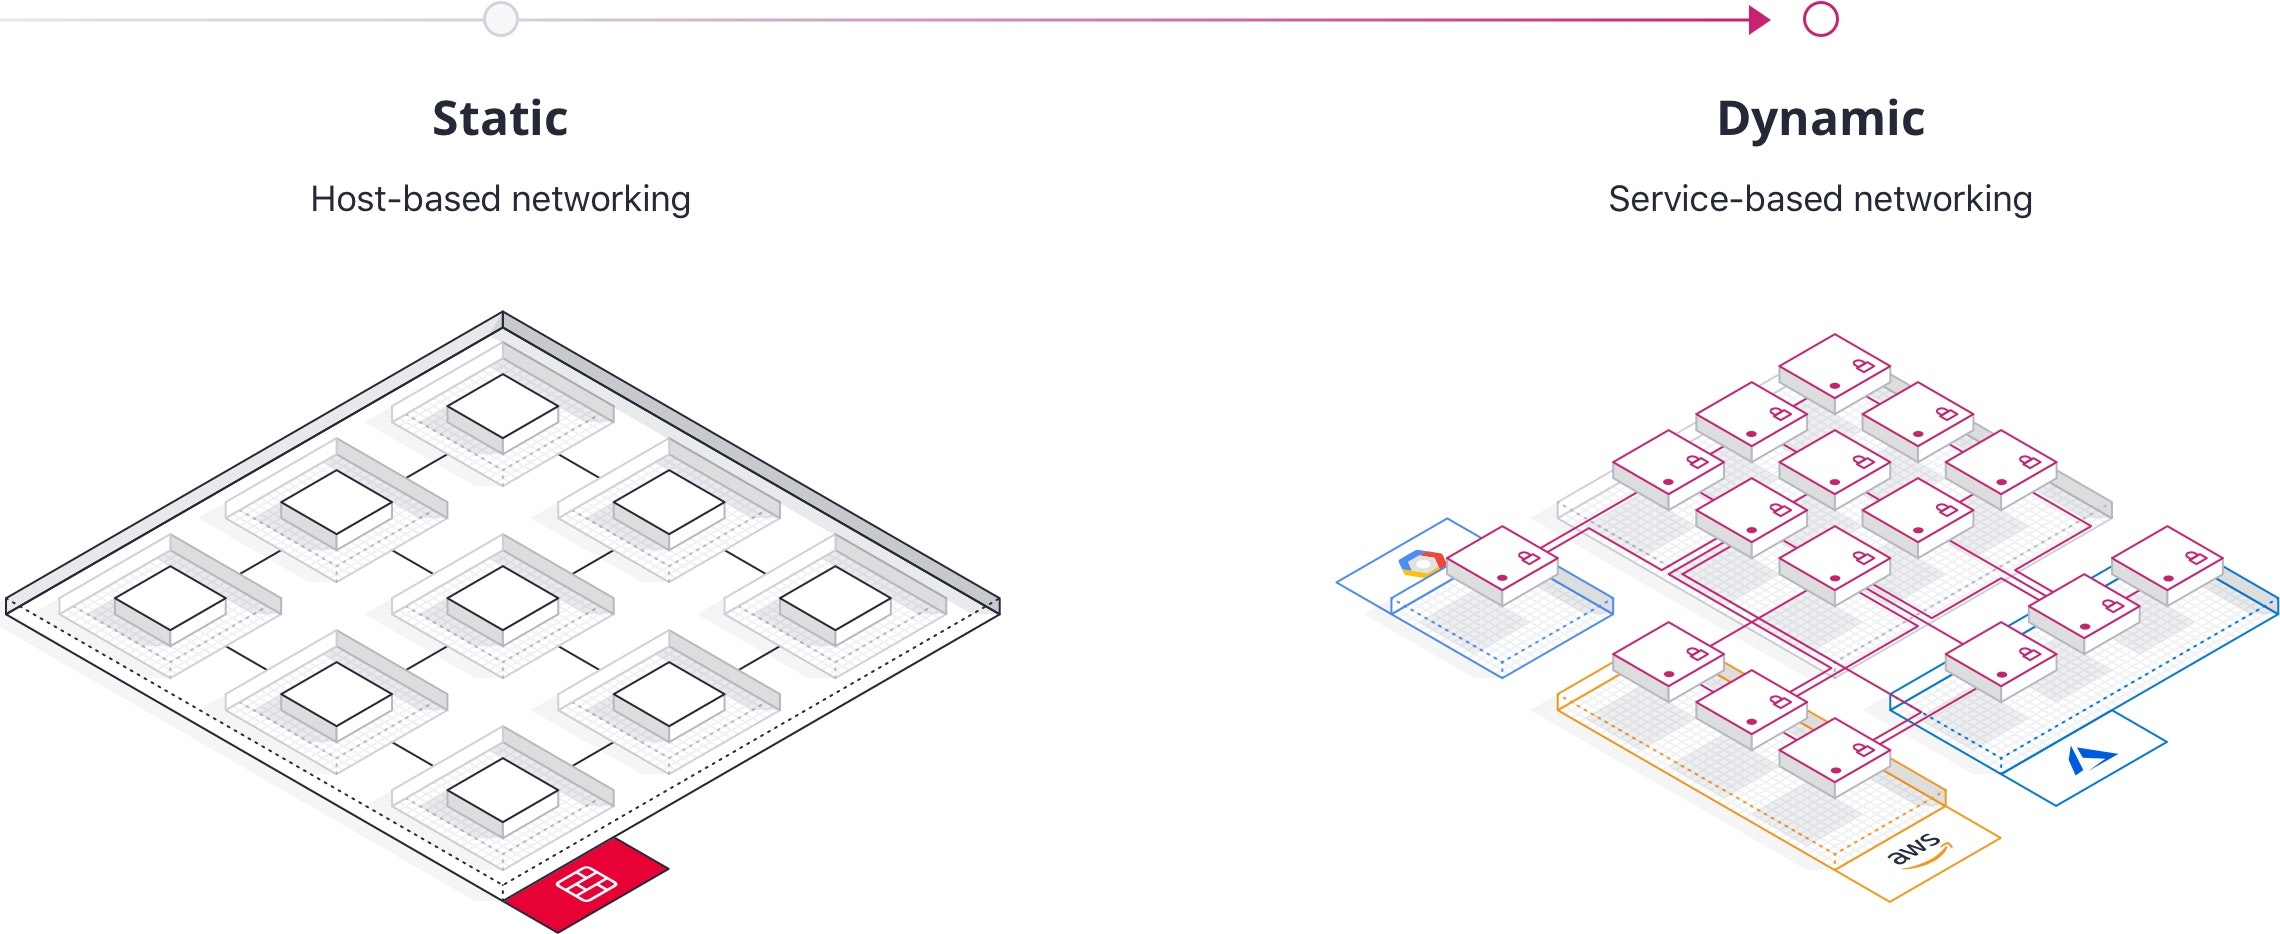 Static
Host-based networking
Dynamic
Service-based networking
aws